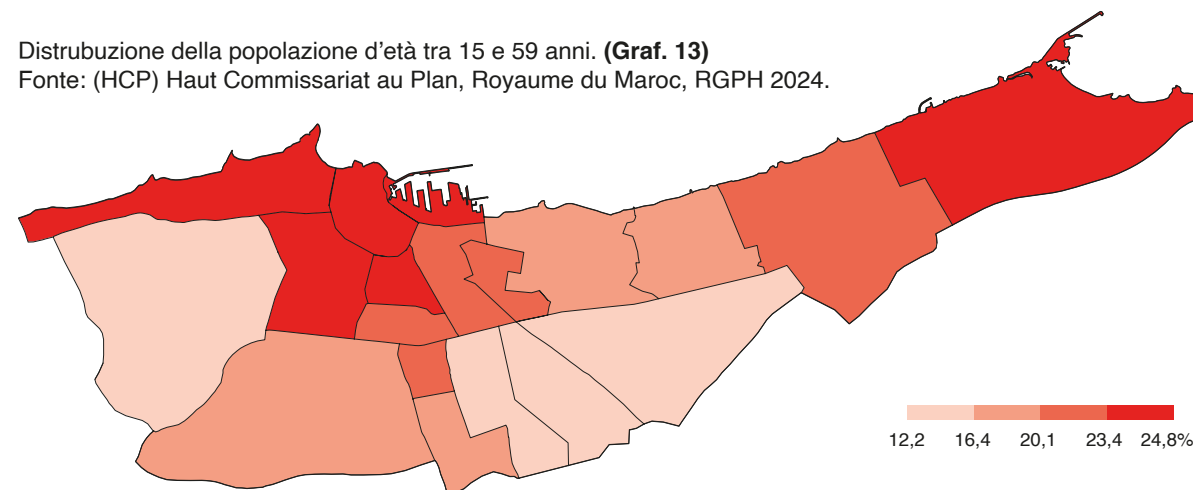 Distrubuzione della popolazione d'età tra 15 e 59 anni. (Graf. 13)
Fonte: (HCP) Haut Commissariat au Plan, Royaume du Maroc, RGPH 2024.
12,2 16,4 20,1 23,4 24,8%